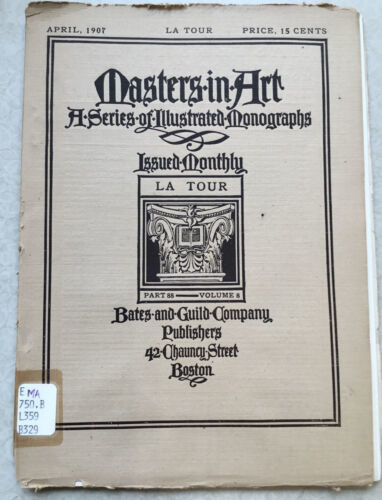 APRIL, 1907 LA TOUR PRICE, 15 CENTS
Masters·in·Art
A·Series·of·Illustrated·Monographs
Issued·Monthly
LA TOUR
PART 88 VOLUME 8
Bates·and·Guild·Company
Publishers
42·Chauncy·Street
Boston.
E MA
750.B
L359
B329